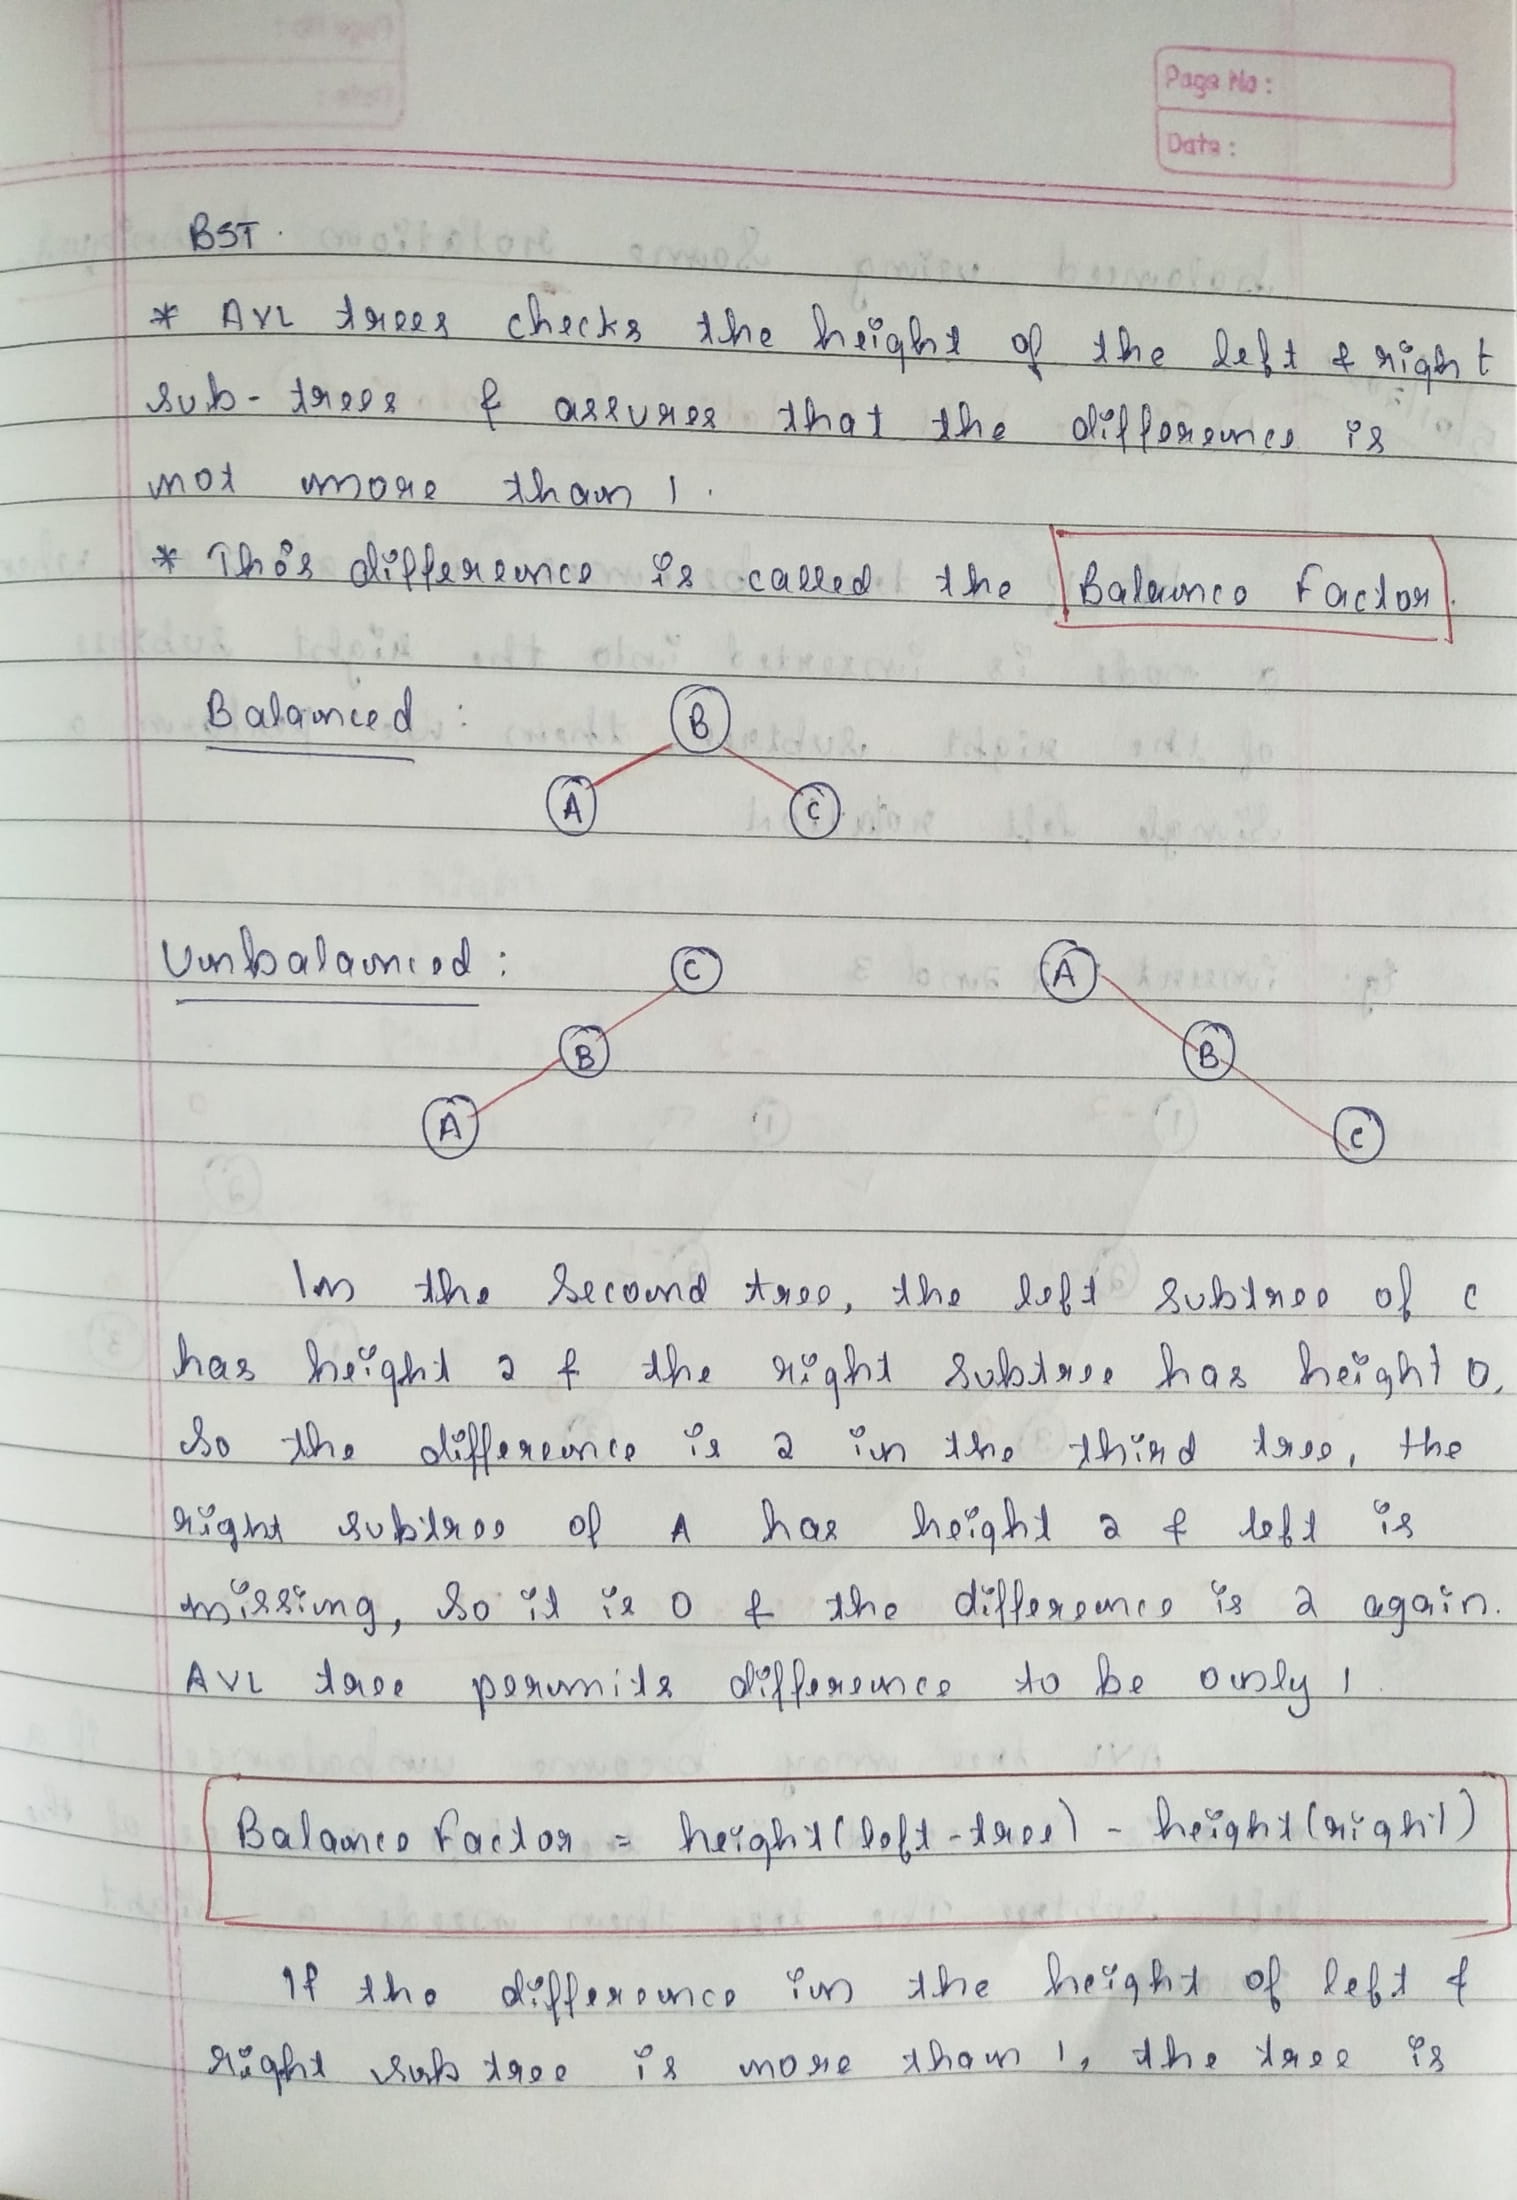 Page No :
Date :
BST.
* AVL trees checks the height of the left & right
sub-trees & assures that the difference is
not more than 1.
* This difference is called the Balance Factor.
Balanced :
B
A C
Unbalanced :
C A
B B
A C
In the second tree, the left subtree of C
has height 2 & the right subtree has height 0,
so the difference is 2 in the third tree, the
right subtree of A has height 2 & left is
missing, so it is 0 & the difference is 2 again.
AVL tree permits difference to be only 1
Balance Factor = height(left-tree) - height(right)
If the difference in the height of left &
right sub tree is more than 1, the tree is